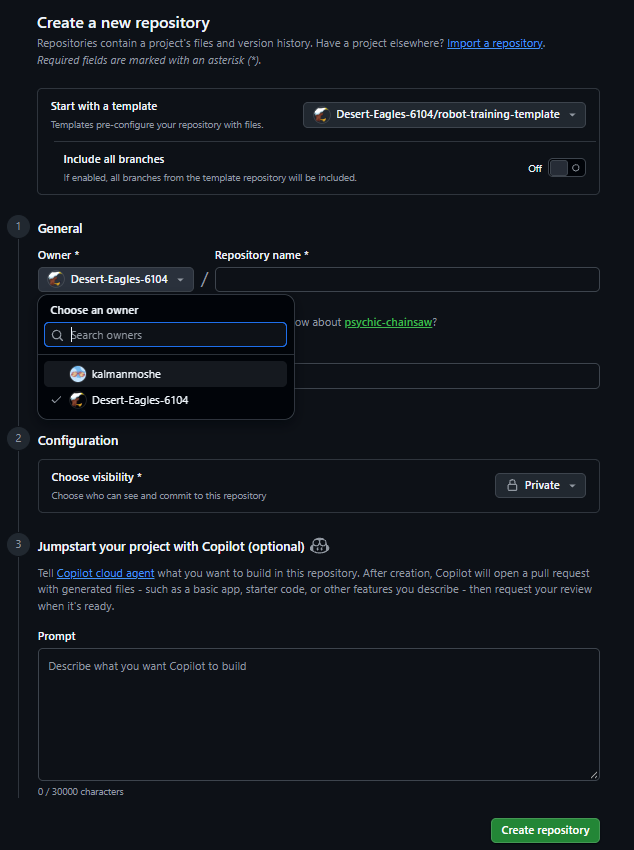 Create a new repository
Repositories contain a project's files and version history. Have a project elsewhere? Import a repository.
Required fields are marked with an asterisk (*).
Start with a template
Templates pre-configure your repository with files.
Desert-Eagles-6104/robot-training-template
Include all branches
If enabled, all branches from the template repository will be included.
Off
1
General
Owner *
Repository name *
Desert-Eagles-6104
/
Choose an owner
Search owners
ow about psychic-chainsaw?
kalmanmoshe
Desert-Eagles-6104
2
Configuration
Choose visibility *
Choose who can see and commit to this repository
Private
3
Jumpstart your project with Copilot (optional)
Tell Copilot cloud agent what you want to build in this repository. After creation, Copilot will open a pull request
with generated files - such as a basic app, starter code, or other features you describe - then request your review
when it's ready.
Prompt
Describe what you want Copilot to build
0 / 30000 characters
Create repository